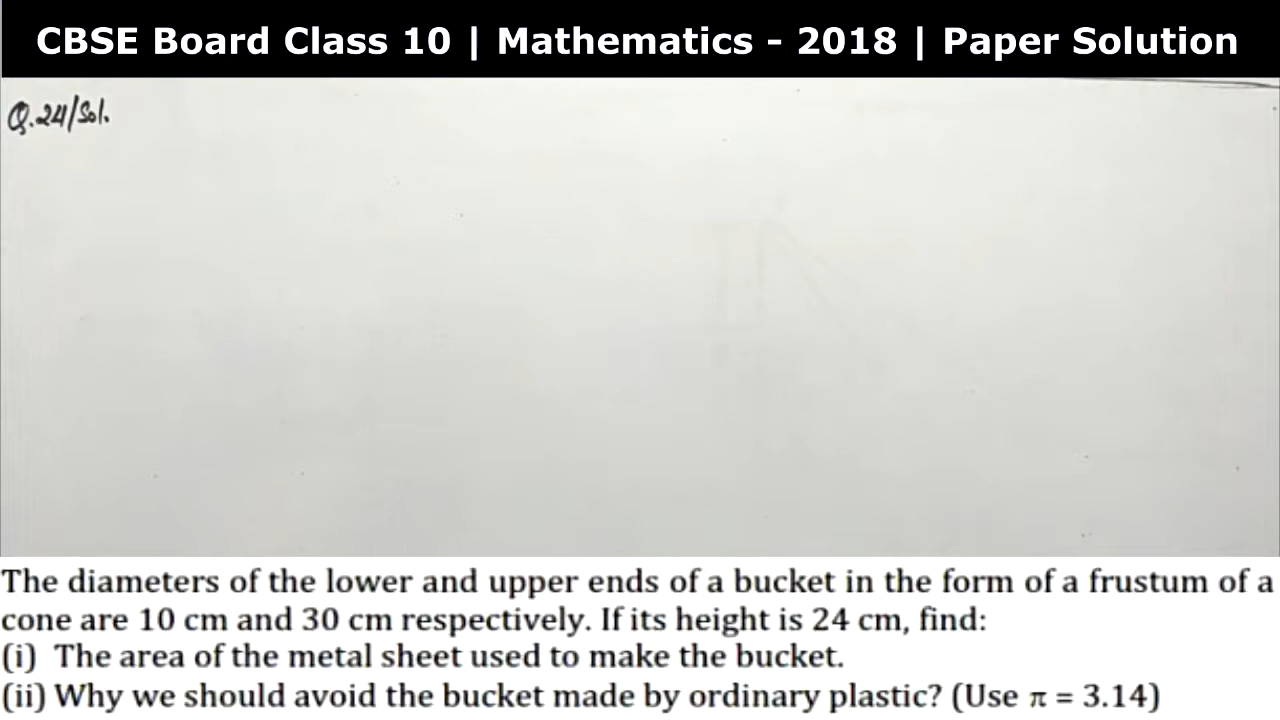 CBSE Board Class 10 | Mathematics - 2018 | Paper Solution
Q.24/Sol.
The diameters of the lower and upper ends of a bucket in the form of a frustum of a
cone are 10 cm and 30 cm respectively. If its height is 24 cm, find:
(i) The area of the metal sheet used to make the bucket.
(ii) Why we should avoid the bucket made by ordinary plastic? (Use π = 3.14)